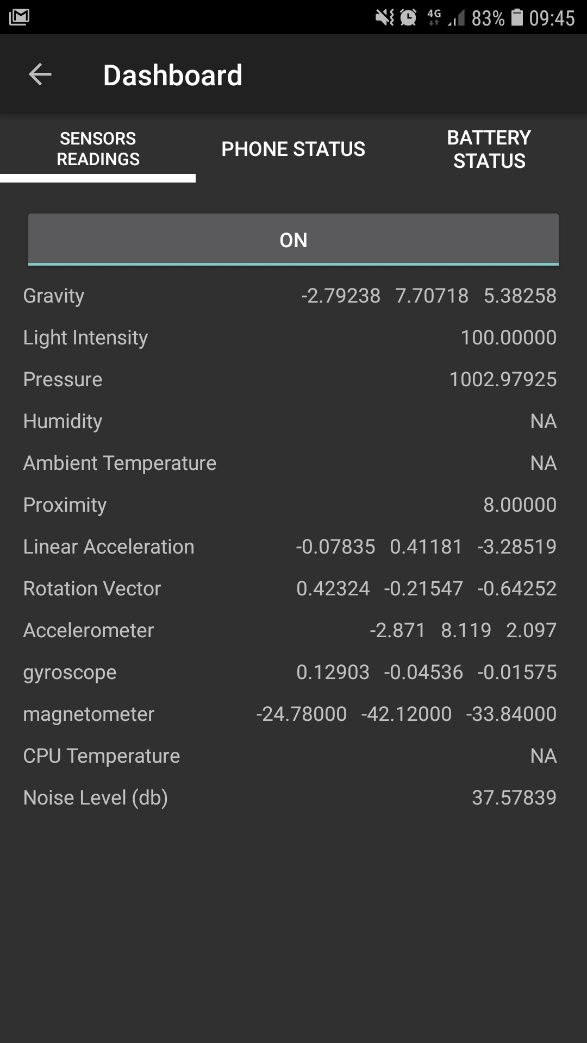 4G 83% 09:45
Dashboard
SENSORS
READINGS
PHONE STATUS
BATTERY
STATUS
ON
Gravity -2.79238 7.70718 5.38258
Light Intensity 100.00000
Pressure 1002.97925
Humidity NA
Ambient Temperature NA
Proximity 8.00000
Linear Acceleration -0.07835 0.41181 -3.28519
Rotation Vector 0.42324 -0.21547 -0.64252
Accelerometer -2.871 8.119 2.097
gyroscope 0.12903 -0.04536 -0.01575
magnetometer -24.78000 -42.12000 -33.84000
CPU Temperature NA
Noise Level (db) 37.57839